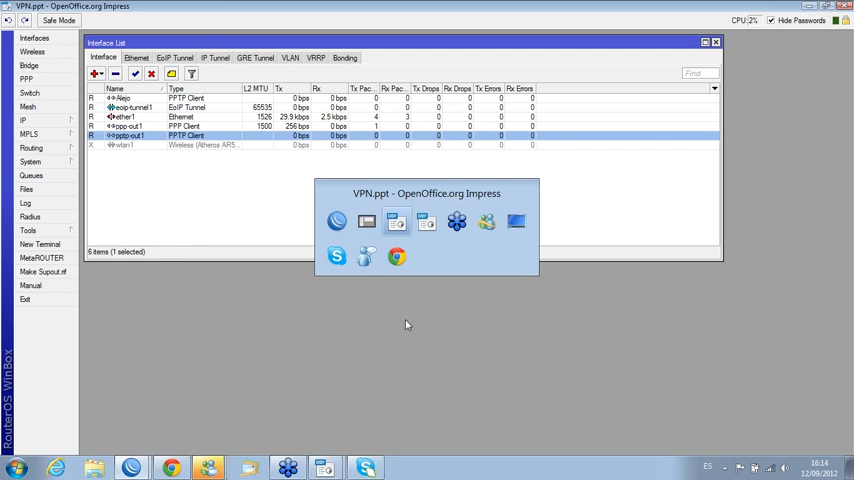 VPN.ppt - OpenOffice.org Impress
Safe Mode
CPU: 2% Hide Passwords
Interfaces
Wireless
Bridge
PPP
Switch
Mesh
IP
MPLS
Routing
System
Queues
Files
Log
Radius
Tools
New Terminal
MetaROUTER
Make Supout.rif
Manual
Exit
RouterOS WinBox
Interface List
Interface Ethernet EoIP Tunnel IP Tunnel GRE Tunnel VLAN VRRP Bonding
Find
Name Type L2 MTU Tx Rx Tx Pac... Rx Pac... Tx Drops Rx Drops Tx Errors Rx Errors
R Alejo PPTP Client 0 bps 0 bps 0 0 0 0 0 0
R eoip-tunnel1 EoIP Tunnel 65535 0 bps 0 bps 0 0 0 0 0 0
R ether1 Ethernet 1526 29.9 kbps 2.5 kbps 4 3 0 0 0 0
R ppp-out1 PPP Client 1500 256 bps 0 bps 1 0 0 0 0 0
R pptp-out1 PPTP Client 0 bps 0 bps 0 0 0 0 0 0
X wlan1 Wireless (Atheros AR5... 0 bps 0 bps 0 0 0 0 0 0
6 items (1 selected)
VPN.ppt - OpenOffice.org Impress
ES 16:14
12/09/2012